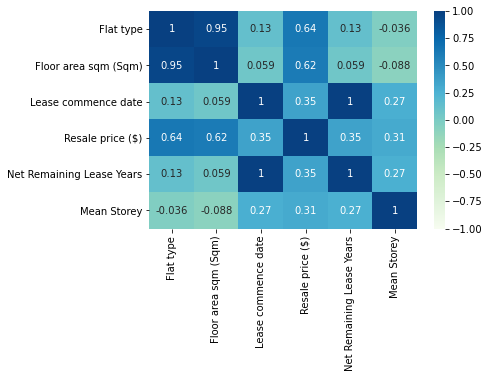 Flat type 1 0.95 0.13 0.64 0.13 -0.036
Floor area sqm (Sqm) 0.95 1 0.059 0.62 0.059 -0.088
Lease commence date 0.13 0.059 1 0.35 1 0.27
Resale price ($) 0.64 0.62 0.35 1 0.35 0.31
Net Remaining Lease Years 0.13 0.059 1 0.35 1 0.27
Mean Storey -0.036 -0.088 0.27 0.31 0.27 1
Flat type
Floor area sqm (Sqm)
Lease commence date
Resale price ($)
Net Remaining Lease Years
Mean Storey
1.00
0.75
0.50
0.25
0.00
-0.25
-0.50
-0.75
-1.00